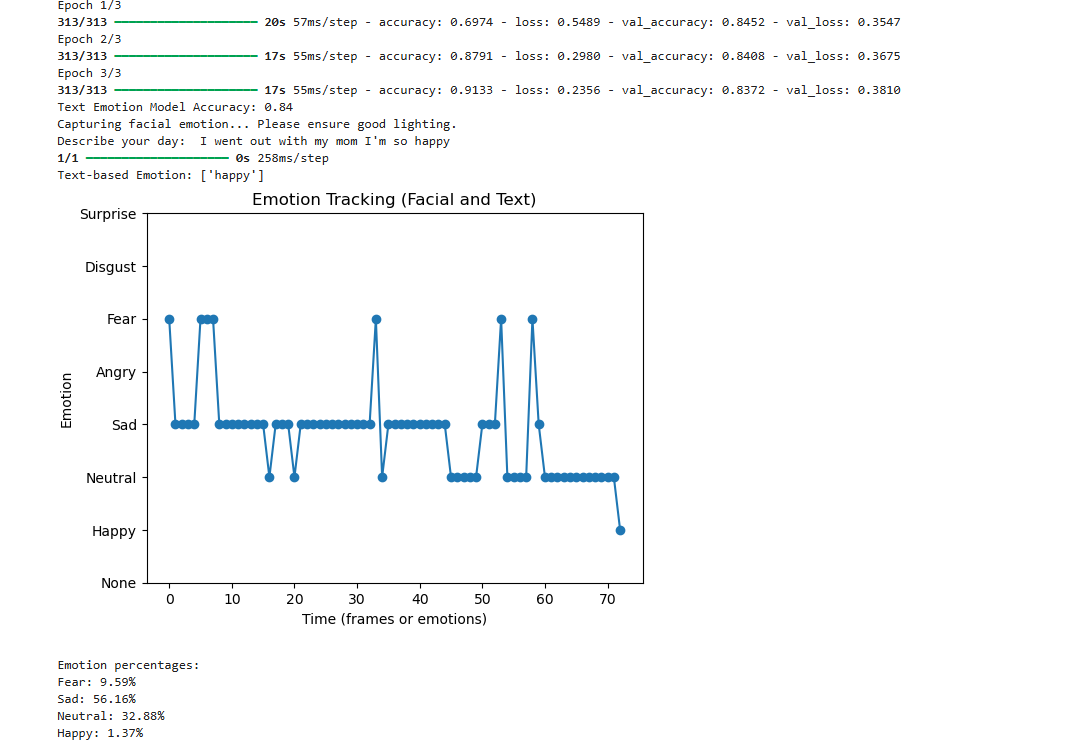 Epoch 1/3
313/313 ━━━━━━━━━━━━━━━━━━━━ 20s 57ms/step - accuracy: 0.6974 - loss: 0.5489 - val_accuracy: 0.8452 - val_loss: 0.3547
Epoch 2/3
313/313 ━━━━━━━━━━━━━━━━━━━━ 17s 55ms/step - accuracy: 0.8791 - loss: 0.2980 - val_accuracy: 0.8408 - val_loss: 0.3675
Epoch 3/3
313/313 ━━━━━━━━━━━━━━━━━━━━ 17s 55ms/step - accuracy: 0.9133 - loss: 0.2356 - val_accuracy: 0.8372 - val_loss: 0.3810
Text Emotion Model Accuracy: 0.84
Capturing facial emotion... Please ensure good lighting.
Describe your day:  I went out with my mom I'm so happy
1/1 ━━━━━━━━━━━━━━━━━━━━ 0s 258ms/step
Text-based Emotion: ['happy']
Emotion Tracking (Facial and Text)
Surprise
Disgust
Fear
Angry
Sad
Neutral
Happy
None
Emotion
0 10 20 30 40 50 60 70
Time (frames or emotions)
Emotion percentages:
Fear: 9.59%
Sad: 56.16%
Neutral: 32.88%
Happy: 1.37%